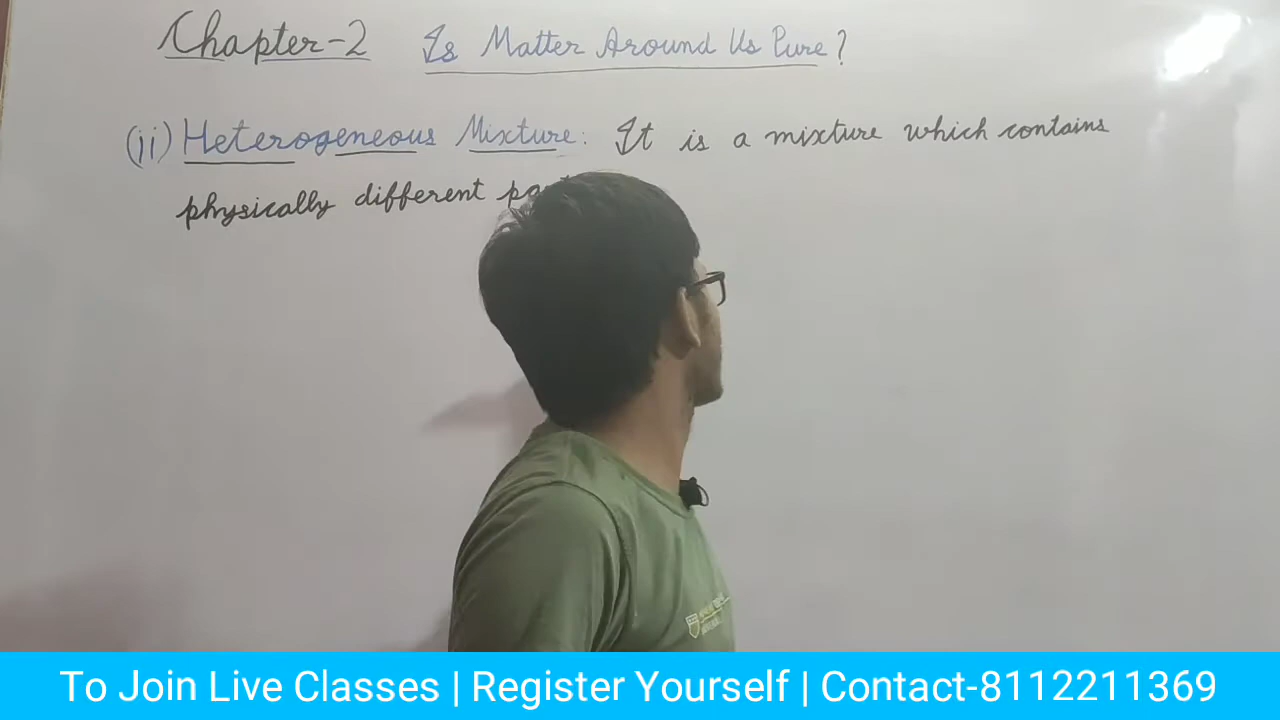 Chapter-2 Is Matter Around Us Pure?
(ii) Heterogeneous Mixture: It is a mixture which contains
physically different
To Join Live Classes | Register Yourself | Contact-8112211369